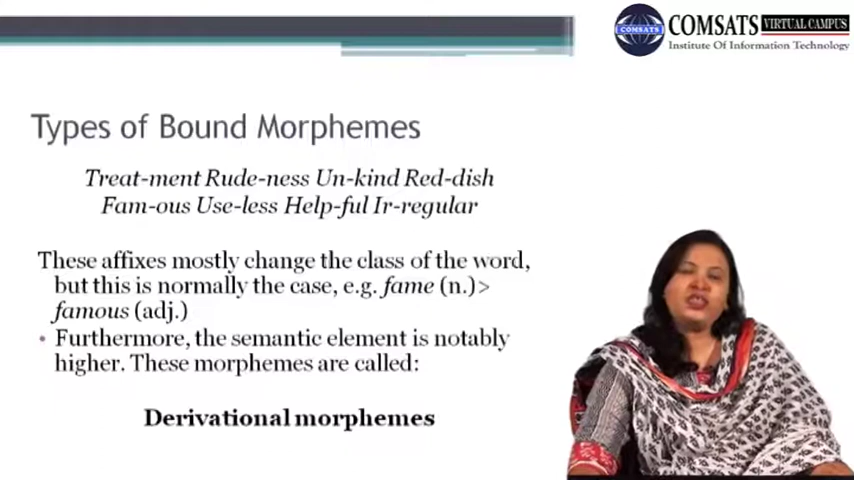 COMSATS
COMSATS VIRTUAL CAMPUS
Institute Of Information Technology
Types of Bound Morphemes
Treat-ment Rude-ness Un-kind Red-dish
Fam-ous Use-less Help-ful Ir-regular
These affixes mostly change the class of the word,
but this is normally the case, e.g. fame (n.)>
famous (adj.)
• Furthermore, the semantic element is notably
higher. These morphemes are called:
Derivational morphemes